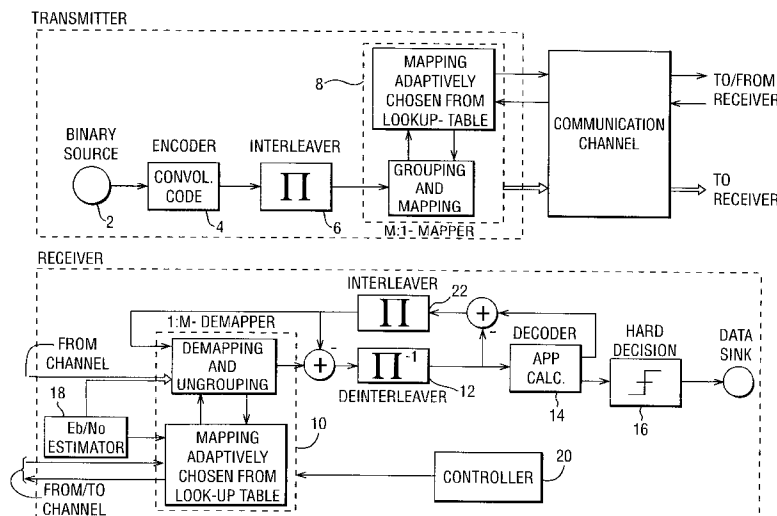 TRANSMITTER
8
MAPPING
ADAPTIVELY
CHOSEN FROM
LOOKUP- TABLE
COMMUNICATION
CHANNEL
TO/FROM
RECEIVER
BINARY
SOURCE
2
ENCODER
CONVOL.
CODE
4
INTERLEAVER
Π
6
GROUPING
AND
MAPPING
M:1- MAPPER
TO
RECEIVER
RECEIVER
INTERLEAVER
Π
22
+
-
1:M- DEMAPPER
FROM
CHANNEL
DEMAPPING
AND
UNGROUPING
+
-
Π-1
DEINTERLEAVER
12
DECODER
APP
CALC.
14
HARD
DECISION
16
DATA
SINK
18
Eb/No
ESTIMATOR
MAPPING
ADAPTIVELY
CHOSEN FROM
LOOK-UP TABLE
10
CONTROLLER
20
FROM/TO
CHANNEL